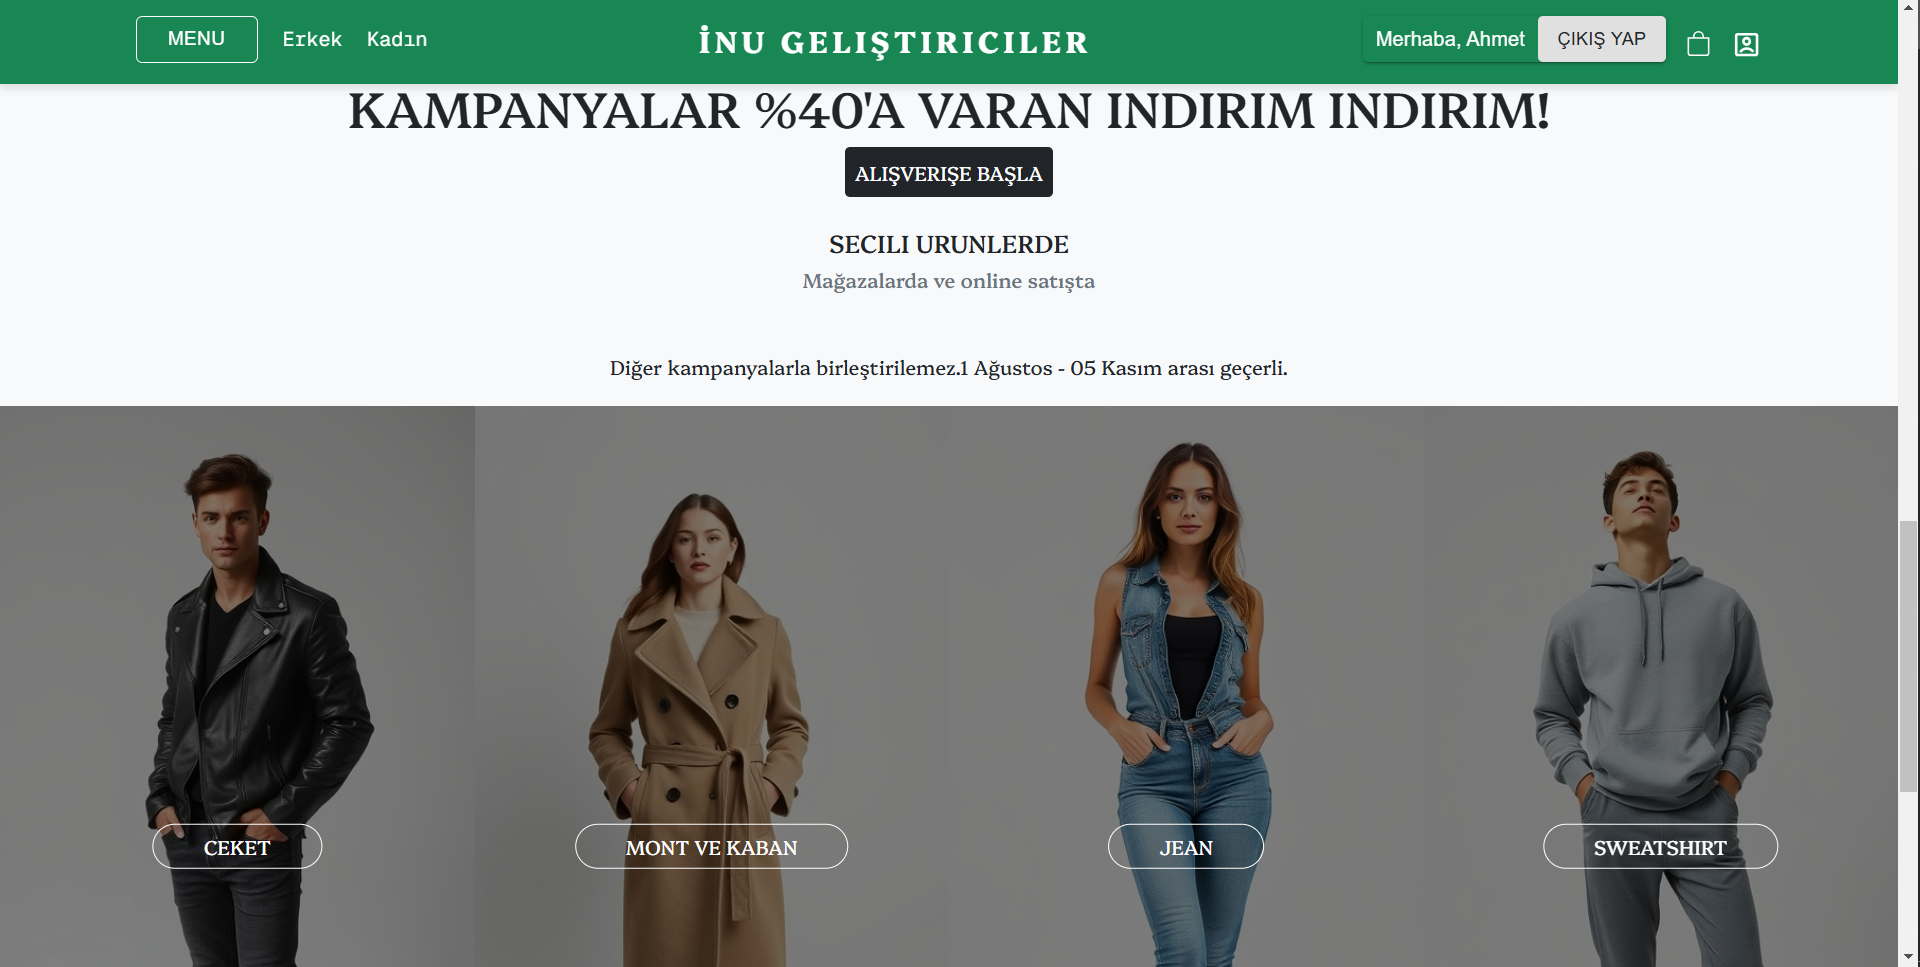 MENU Erkek Kadın İNU GELIŞTIRICILER Merhaba, Ahmet ÇIKIŞ YAP
KAMPANYALAR %40'A VARAN INDIRIM INDIRIM!
ALIŞVERIŞE BAŞLA
SECILI URUNLERDE
Mağazalarda ve online satışta
Diğer kampanyalarla birleştirilemez.1 Ağustos - 05 Kasım arası geçerli.
CEKET MONT VE KABAN JEAN SWEATSHIRT